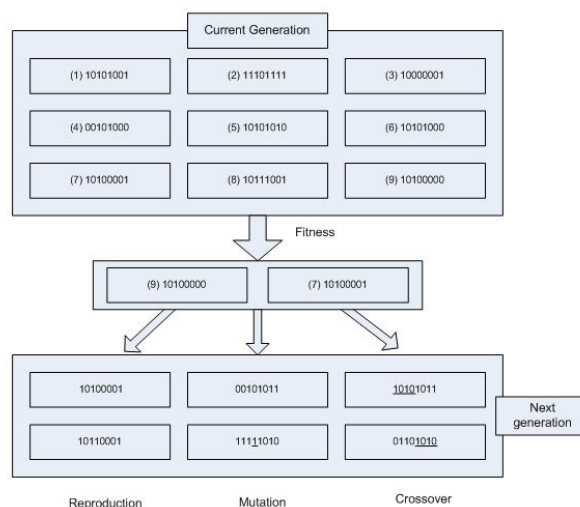 Current Generation
(1) 10101001
(2) 11101111
(3) 10000001
(4) 00101000
(5) 10101010
(6) 10101000
(7) 10100001
(8) 10111001
(9) 10100000
Fitness
(9) 10100000
(7) 10100001
10100001
00101011
10101011
10110001
11111010
01101010
Next
generation
Reproduction
Mutation
Crossover